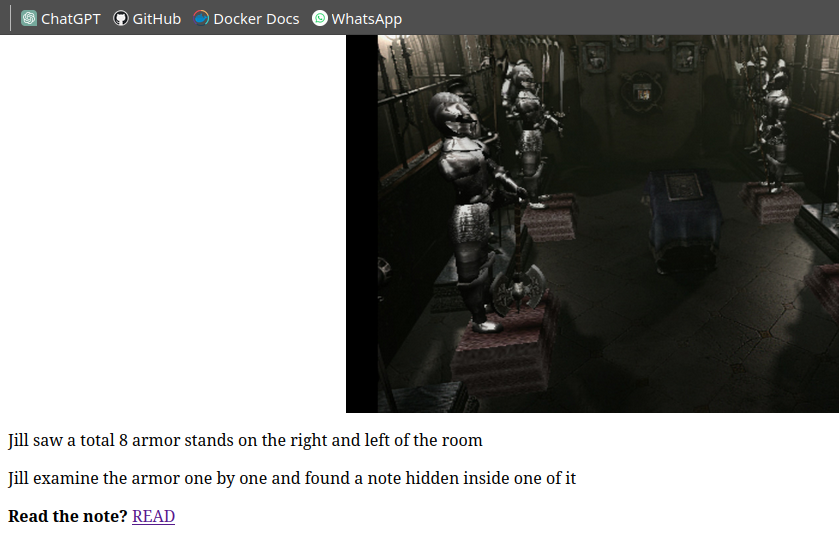 ChatGPT GitHub Docker Docs WhatsApp
Jill saw a total 8 armor stands on the right and left of the room
Jill examine the armor one by one and found a note hidden inside one of it
Read the note? READ